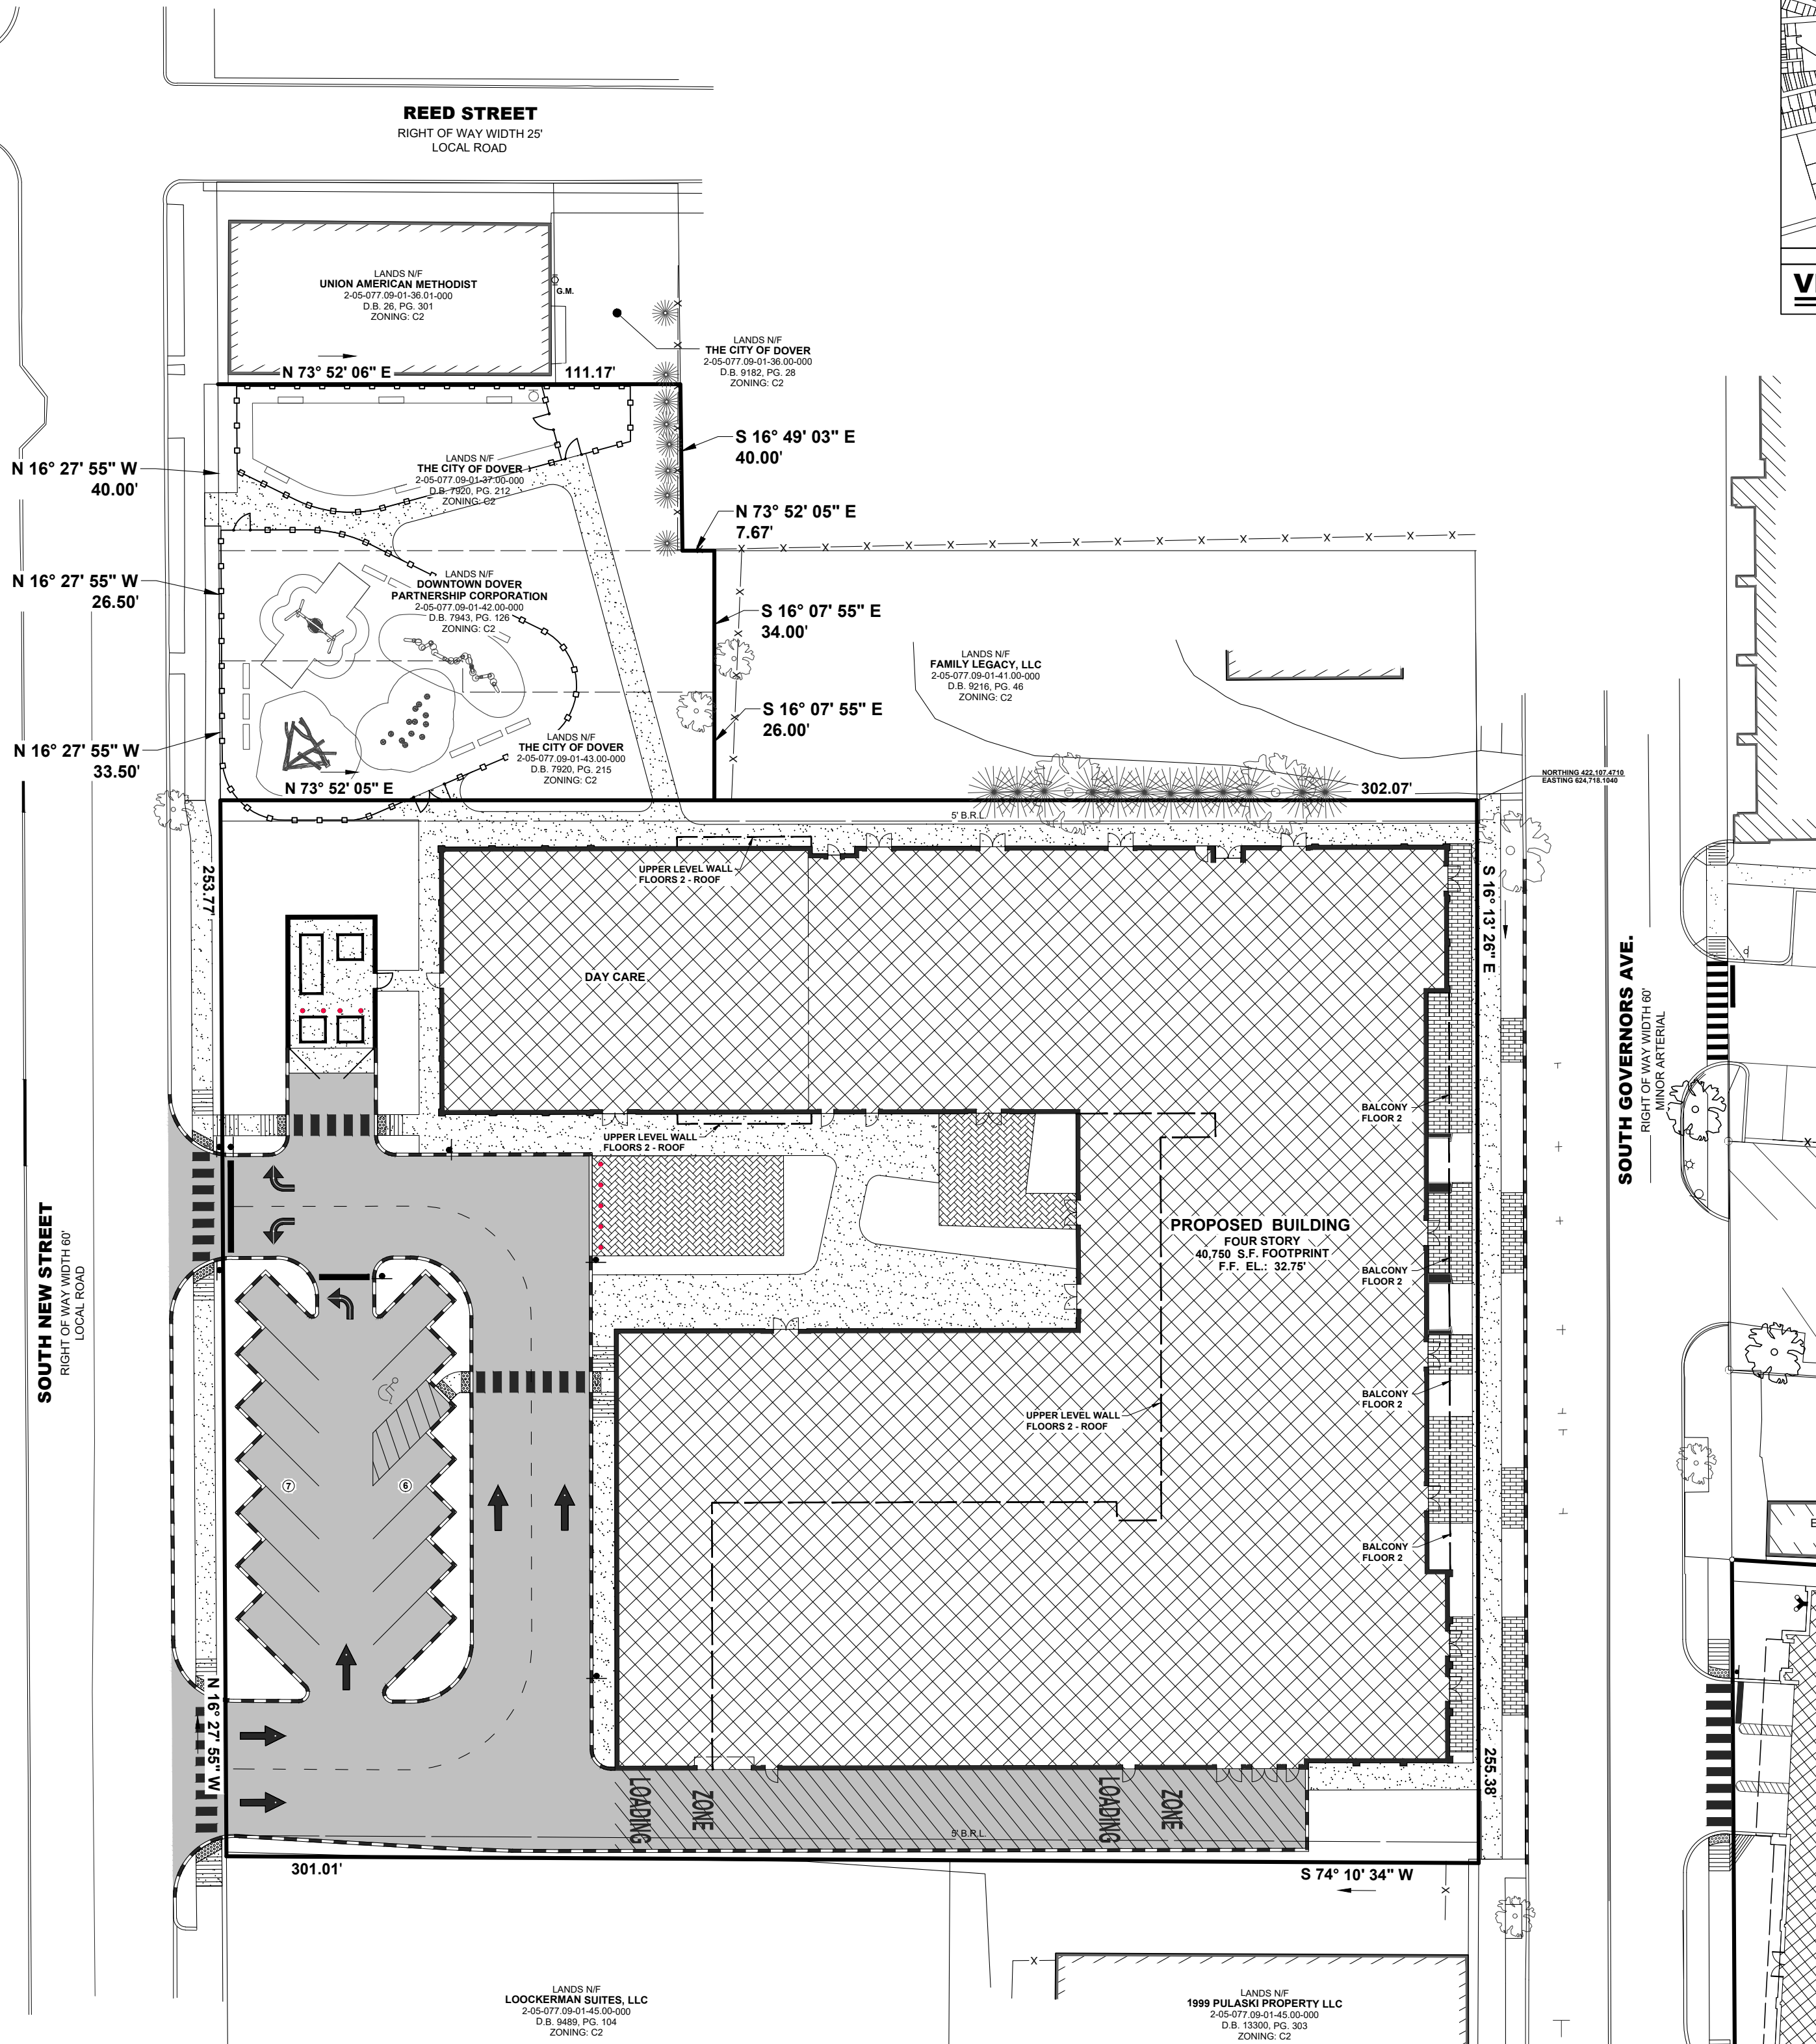 REED STREET
RIGHT OF WAY WIDTH 25'
LOCAL ROAD
LANDS N/F
UNION AMERICAN METHODIST
2-05-077.09-01-36.01-000
D.B. 26, PG. 301
ZONING: C2
G.M.
LANDS N/F
THE CITY OF DOVER
2-05-077.09-01-36.00-000
D.B. 9182, PG. 28
ZONING: C2
N 73° 52' 06" E
111.17'
S 16° 49' 03" E
40.00'
N 16° 27' 55" W
40.00'
LANDS N/F
THE CITY OF DOVER
2-05-077.09-01-37.00-000
D.B. 7920, PG. 212
ZONING: C2
N 73° 52' 05" E
7.67'
N 16° 27' 55" W
26.50'
LANDS N/F
DOWNTOWN DOVER
PARTNERSHIP CORPORATION
2-05-077.09-01-42.00-000
D.B. 7943, PG. 126
ZONING: C2
S 16° 07' 55" E
34.00'
LANDS N/F
FAMILY LEGACY, LLC
2-05-077.09-01-41.00-000
D.B. 9216, PG. 46
ZONING: C2
S 16° 07' 55" E
26.00'
N 16° 27' 55" W
33.50'
LANDS N/F
THE CITY OF DOVER
2-05-077.09-01-43.00-000
D.B. 7920, PG. 215
ZONING: C2
N 73° 52' 05" E
302.07'
NORTHING 422,107.4710
EASTING 624,718.1040
5' B.R.L.
253.77'
UPPER LEVEL WALL
FLOORS 2 - ROOF
S 16° 13' 26" E
DAY CARE
SOUTH GOVERNORS AVE.
RIGHT OF WAY WIDTH 60'
MINOR ARTERIAL
BALCONY
FLOOR 2
UPPER LEVEL WALL
FLOORS 2 - ROOF
PROPOSED BUILDING
FOUR STORY
40,750 S.F. FOOTPRINT
F.F. EL.: 32.75'
BALCONY
FLOOR 2
SOUTH NEW STREET
RIGHT OF WAY WIDTH 60'
LOCAL ROAD
BALCONY
FLOOR 2
UPPER LEVEL WALL
FLOORS 2 - ROOF
7
6
BALCONY
FLOOR 2
N 16° 27' 55" W
255.38'
LOADING
ZONE
LOADING
ZONE
5' B.R.L.
301.01'
S 74° 10' 34" W
LANDS N/F
LOOCKERMAN SUITES, LLC
2-05-077.09-01-45.00-000
D.B. 9489, PG. 104
ZONING: C2
LANDS N/F
1999 PULASKI PROPERTY LLC
2-05-077.09-01-45.00-000
D.B. 13300, PG. 303
ZONING: C2